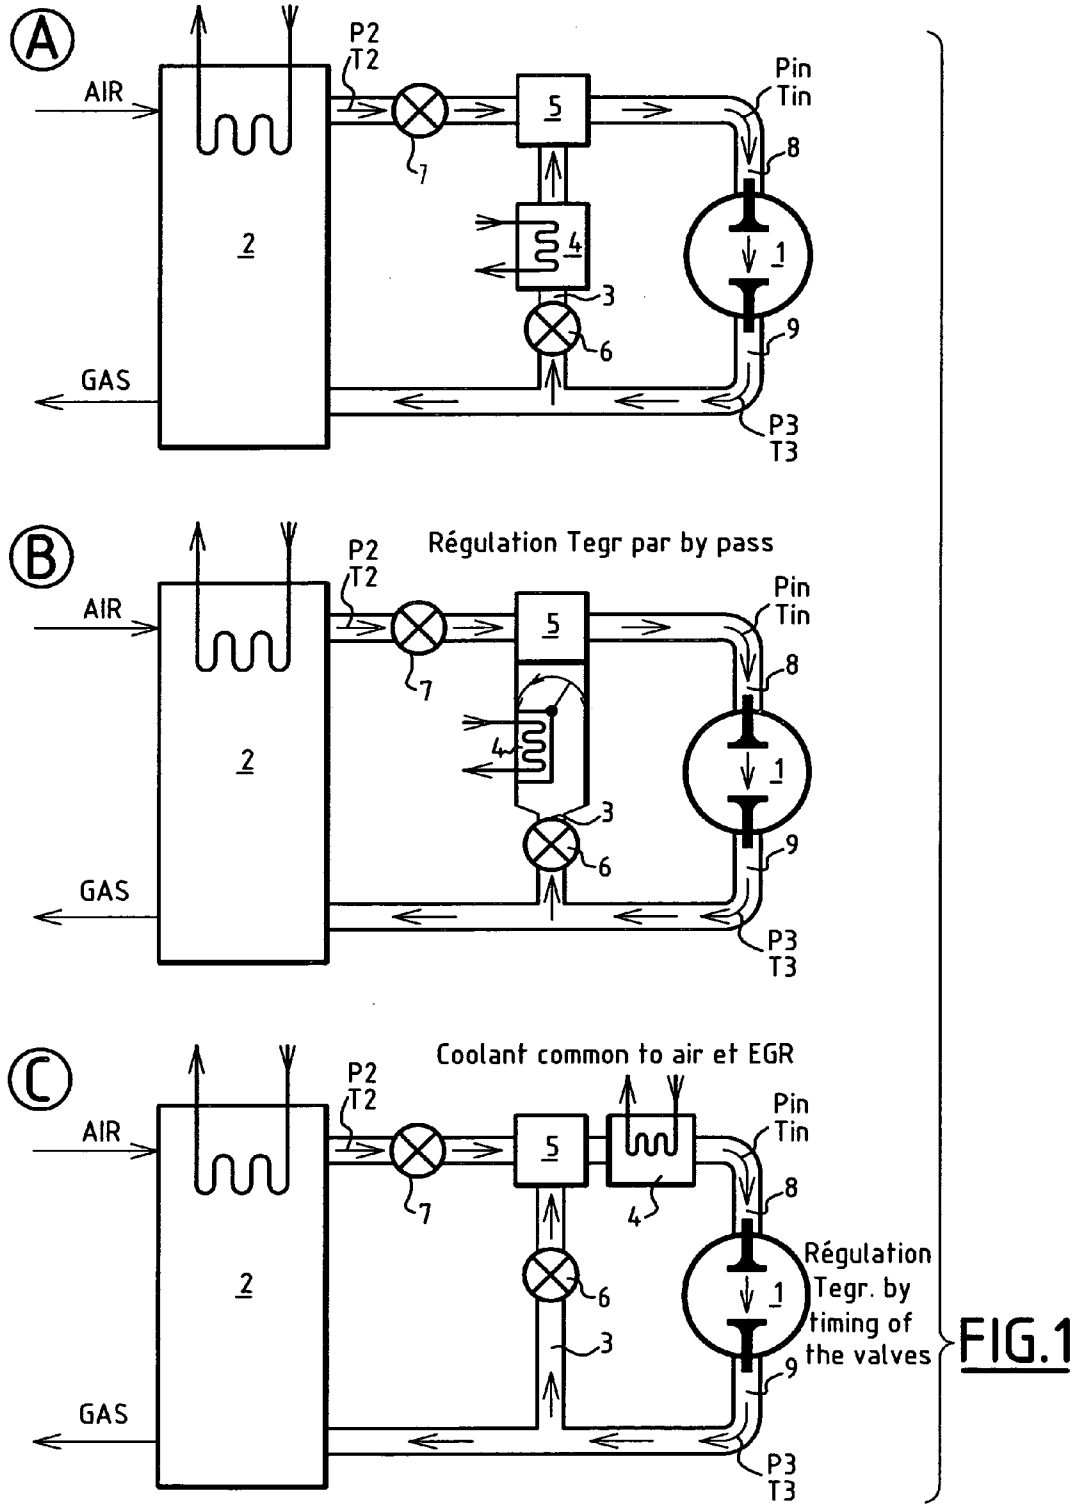 A
P2
T2
AIR
7
5
Pin
Tin
8
2
4
1
3
6
9
GAS
P3
T3
B
Régulation Tegr par by pass
P2
T2
AIR
7
5
Pin
Tin
8
2
4
1
3
6
9
GAS
P3
T3
C
Coolant common to air et EGR
P2
T2
AIR
7
5
4
Pin
Tin
8
2
6
1
Régulation
Tegr. by
timing of
the valves
3
9
GAS
P3
T3
FIG.1